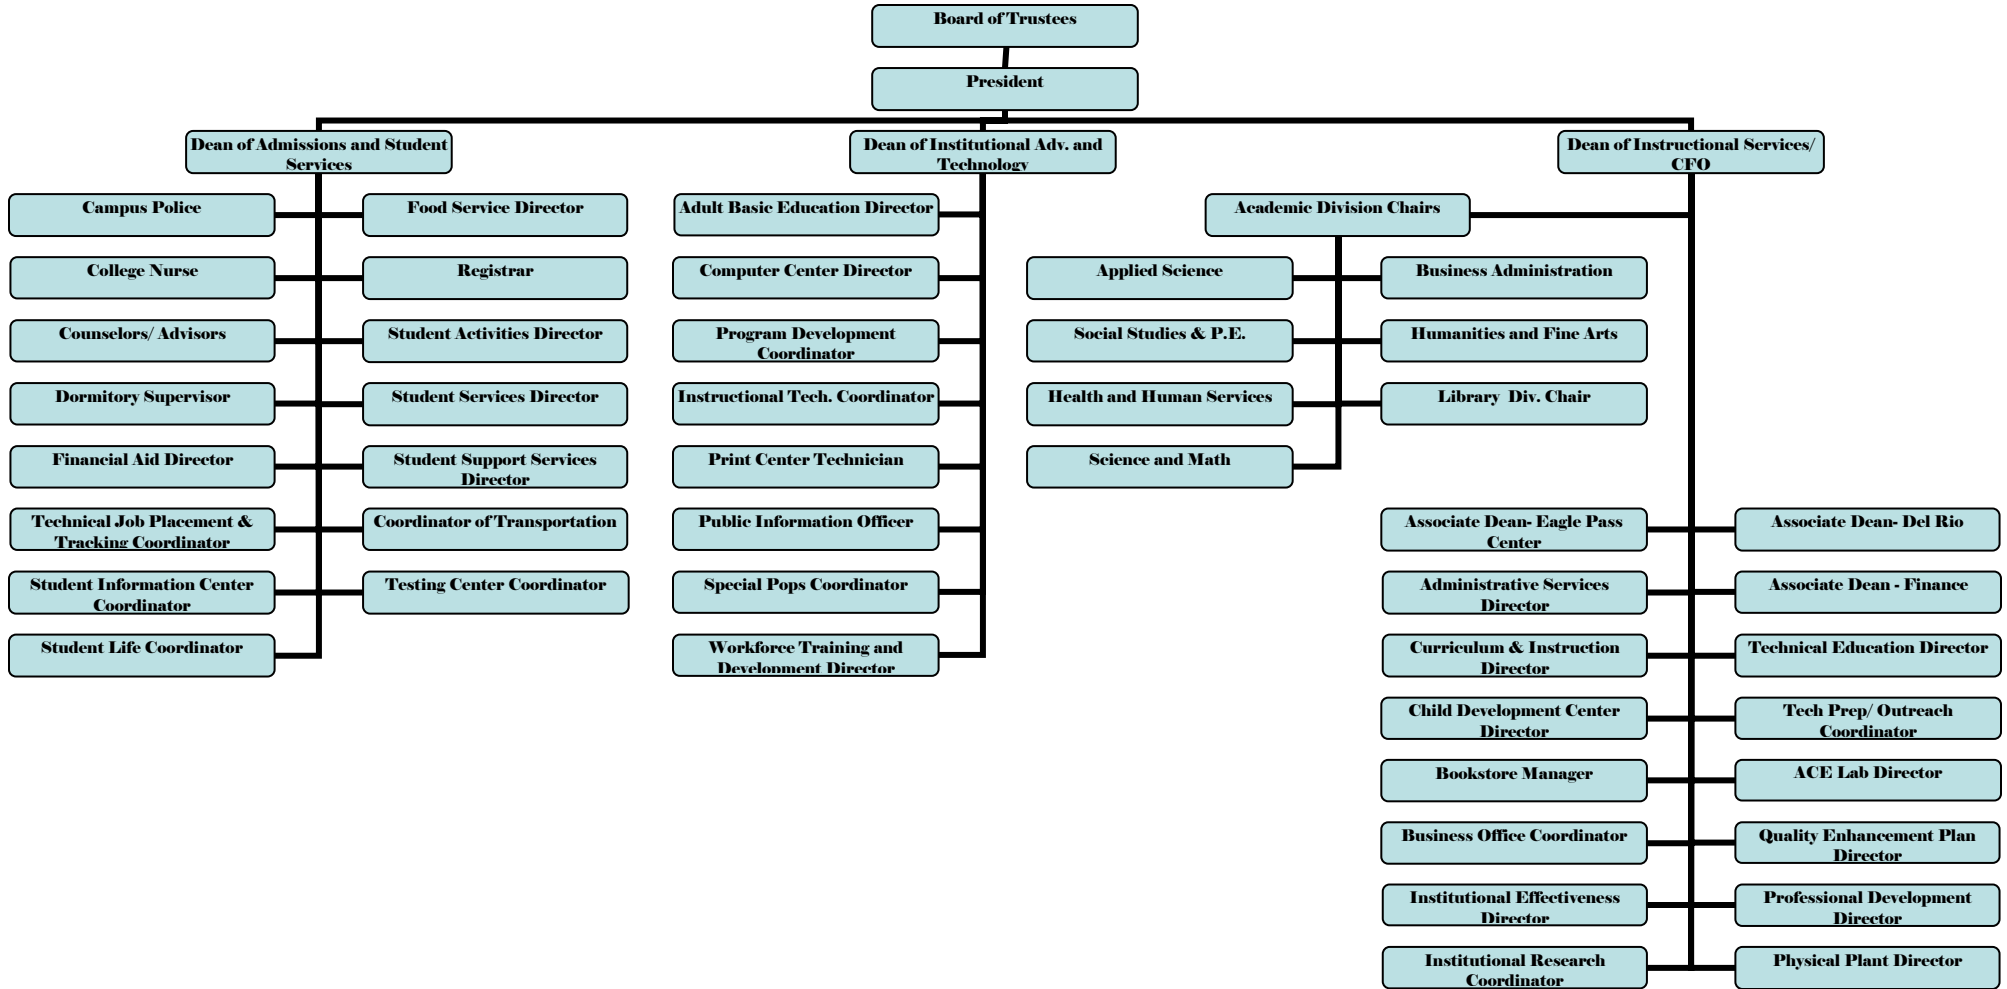 Board of Trustees
President
Dean of Admissions and Student
Services
Dean of Institutional Adv. and
Technology
Dean of Instructional Services/
CFO
Campus Police
Food Service Director
Adult Basic Education Director
Academic Division Chairs
College Nurse
Registrar
Computer Center Director
Applied Science
Business Administration
Counselors/ Advisors
Student Activities Director
Program Development
Coordinator
Social Studies & P.E.
Humanities and Fine Arts
Dormitory Supervisor
Student Services Director
Instructional Tech. Coordinator
Health and Human Services
Library Div. Chair
Financial Aid Director
Student Support Services
Director
Print Center Technician
Science and Math
Technical Job Placement &
Tracking Coordinator
Coordinator of Transportation
Public Information Officer
Associate Dean- Eagle Pass
Center
Associate Dean- Del Rio
Student Information Center
Coordinator
Testing Center Coordinator
Special Pops Coordinator
Administrative Services
Director
Associate Dean - Finance
Student Life Coordinator
Workforce Training and
Development Director
Curriculum & Instruction
Director
Technical Education Director
Child Development Center
Director
Tech Prep/ Outreach
Coordinator
Bookstore Manager
ACE Lab Director
Business Office Coordinator
Quality Enhancement Plan
Director
Institutional Effectiveness
Director
Professional Development
Director
Institutional Research
Coordinator
Physical Plant Director